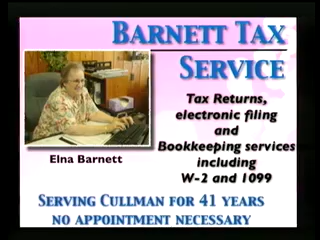 Barnett Tax
Service
Tax Returns,
electronic filing
and
Bookkeeping services
including
W-2 and 1099
Elna Barnett
Serving Cullman for 41 years
no appointment necessary